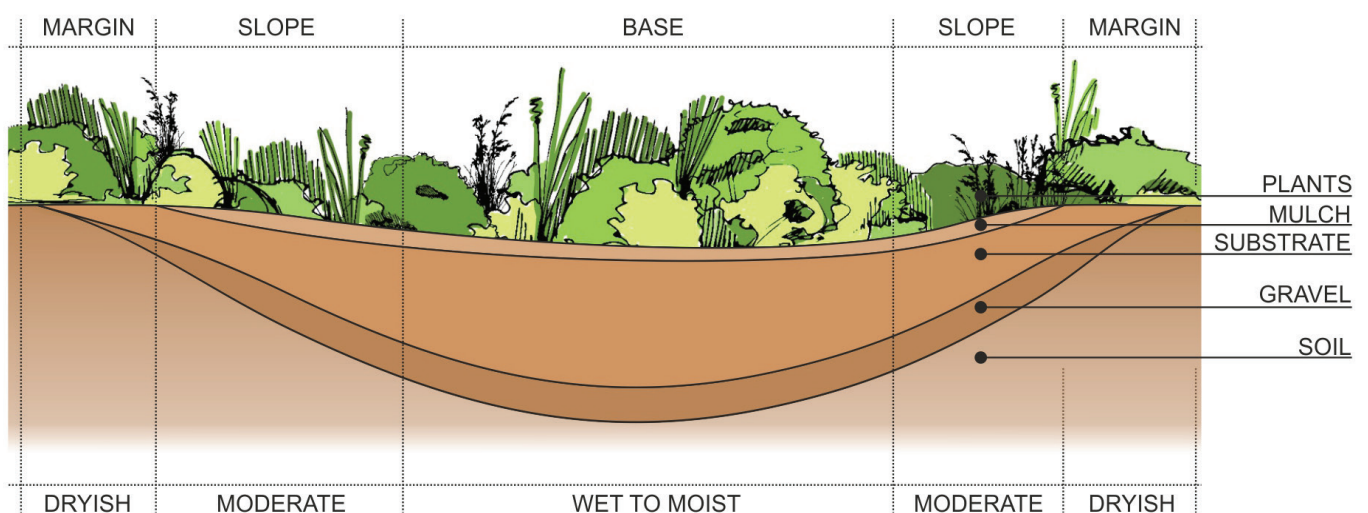 MARGIN SLOPE BASE SLOPE MARGIN
PLANTS
MULCH
SUBSTRATE
GRAVEL
SOIL
DRYISH MODERATE WET TO MOIST MODERATE DRYISH